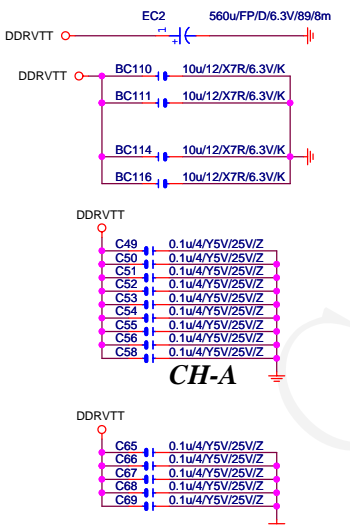 EC2 560u/FP/D/6.3V/89/8m
DDRVTT
1
+
DDRVTT
BC110 10u/12/X7R/6.3V/K
BC111 10u/12/X7R/6.3V/K
BC114 10u/12/X7R/6.3V/K
BC116 10u/12/X7R/6.3V/K
DDRVTT
C49 0.1u/4/Y5V/25V/Z
C50 0.1u/4/Y5V/25V/Z
C51 0.1u/4/Y5V/25V/Z
C52 0.1u/4/Y5V/25V/Z
C53 0.1u/4/Y5V/25V/Z
C54 0.1u/4/Y5V/25V/Z
C55 0.1u/4/Y5V/25V/Z
C56 0.1u/4/Y5V/25V/Z
C58 0.1u/4/Y5V/25V/Z
CH-A
DDRVTT
C65 0.1u/4/Y5V/25V/Z
C66 0.1u/4/Y5V/25V/Z
C67 0.1u/4/Y5V/25V/Z
C68 0.1u/4/Y5V/25V/Z
C69 0.1u/4/Y5V/25V/Z